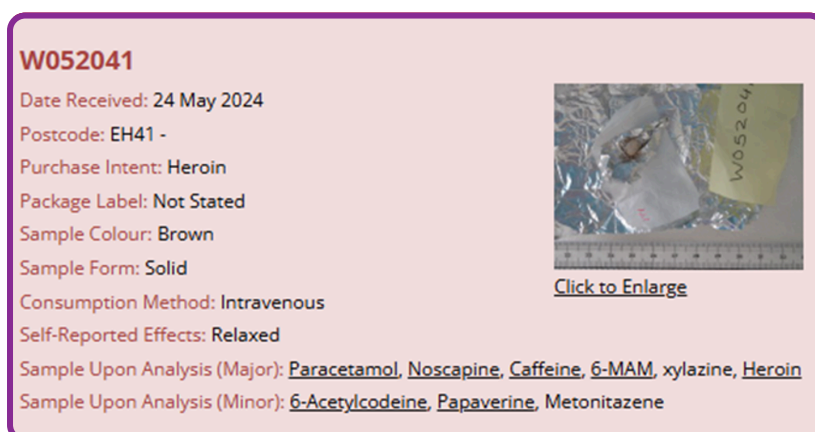 W052041
Date Received: 24 May 2024
Postcode: EH41 -
Purchase Intent: Heroin
Package Label: Not Stated
Sample Colour: Brown
Sample Form: Solid
Consumption Method: Intravenous
Self-Reported Effects: Relaxed
Sample Upon Analysis (Major): Paracetamol, Noscapine, Caffeine, 6-MAM, xylazine, Heroin
Sample Upon Analysis (Minor): 6-Acetylcodeine, Papaverine, Metonitazene
W05204
Click to Enlarge